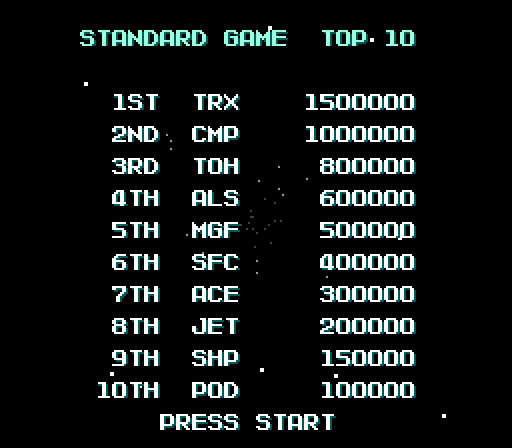 STANDARD GAME TOP 10
1ST TRX 1500000
2ND CMP 1000000
3RD TOH 800000
4TH ALS 600000
5TH MGF 500000
6TH SFC 400000
7TH ACE 300000
8TH JET 200000
9TH SHP 150000
10TH POD 100000
PRESS START